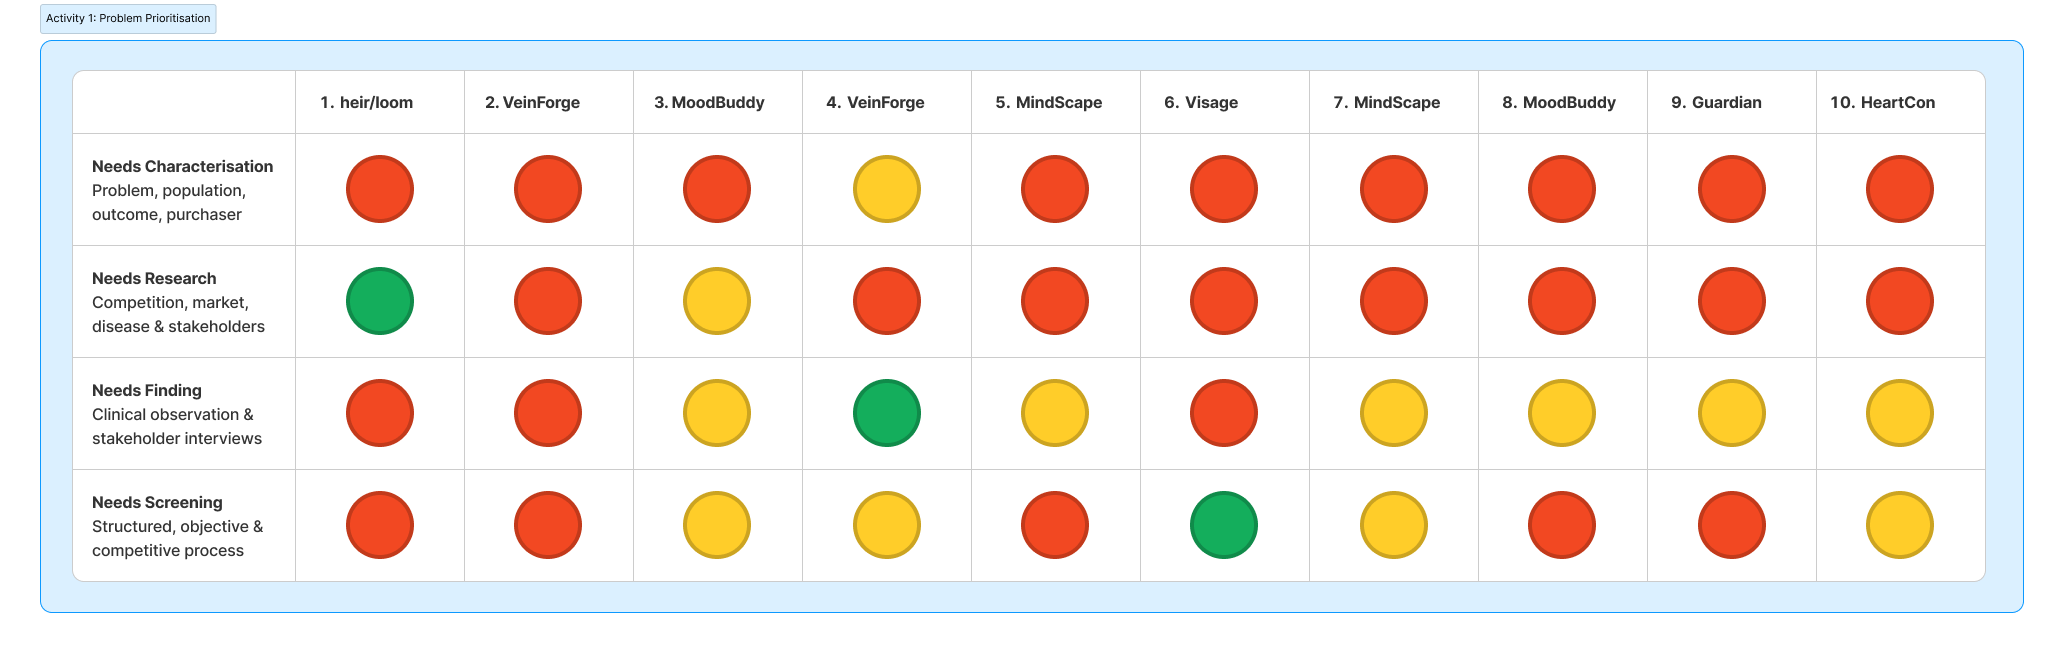 Activity 1: Problem Prioritisation
1. heir/loom
2. VeinForge
3. MoodBuddy
4. VeinForge
5. MindScape
6. Visage
7. MindScape
8. MoodBuddy
9. Guardian
10. HeartCon
Needs Characterisation
Problem, population,
outcome, purchaser
Needs Research
Competition, market,
disease & stakeholders
Needs Finding
Clinical observation &
stakeholder interviews
Needs Screening
Structured, objective &
competitive process